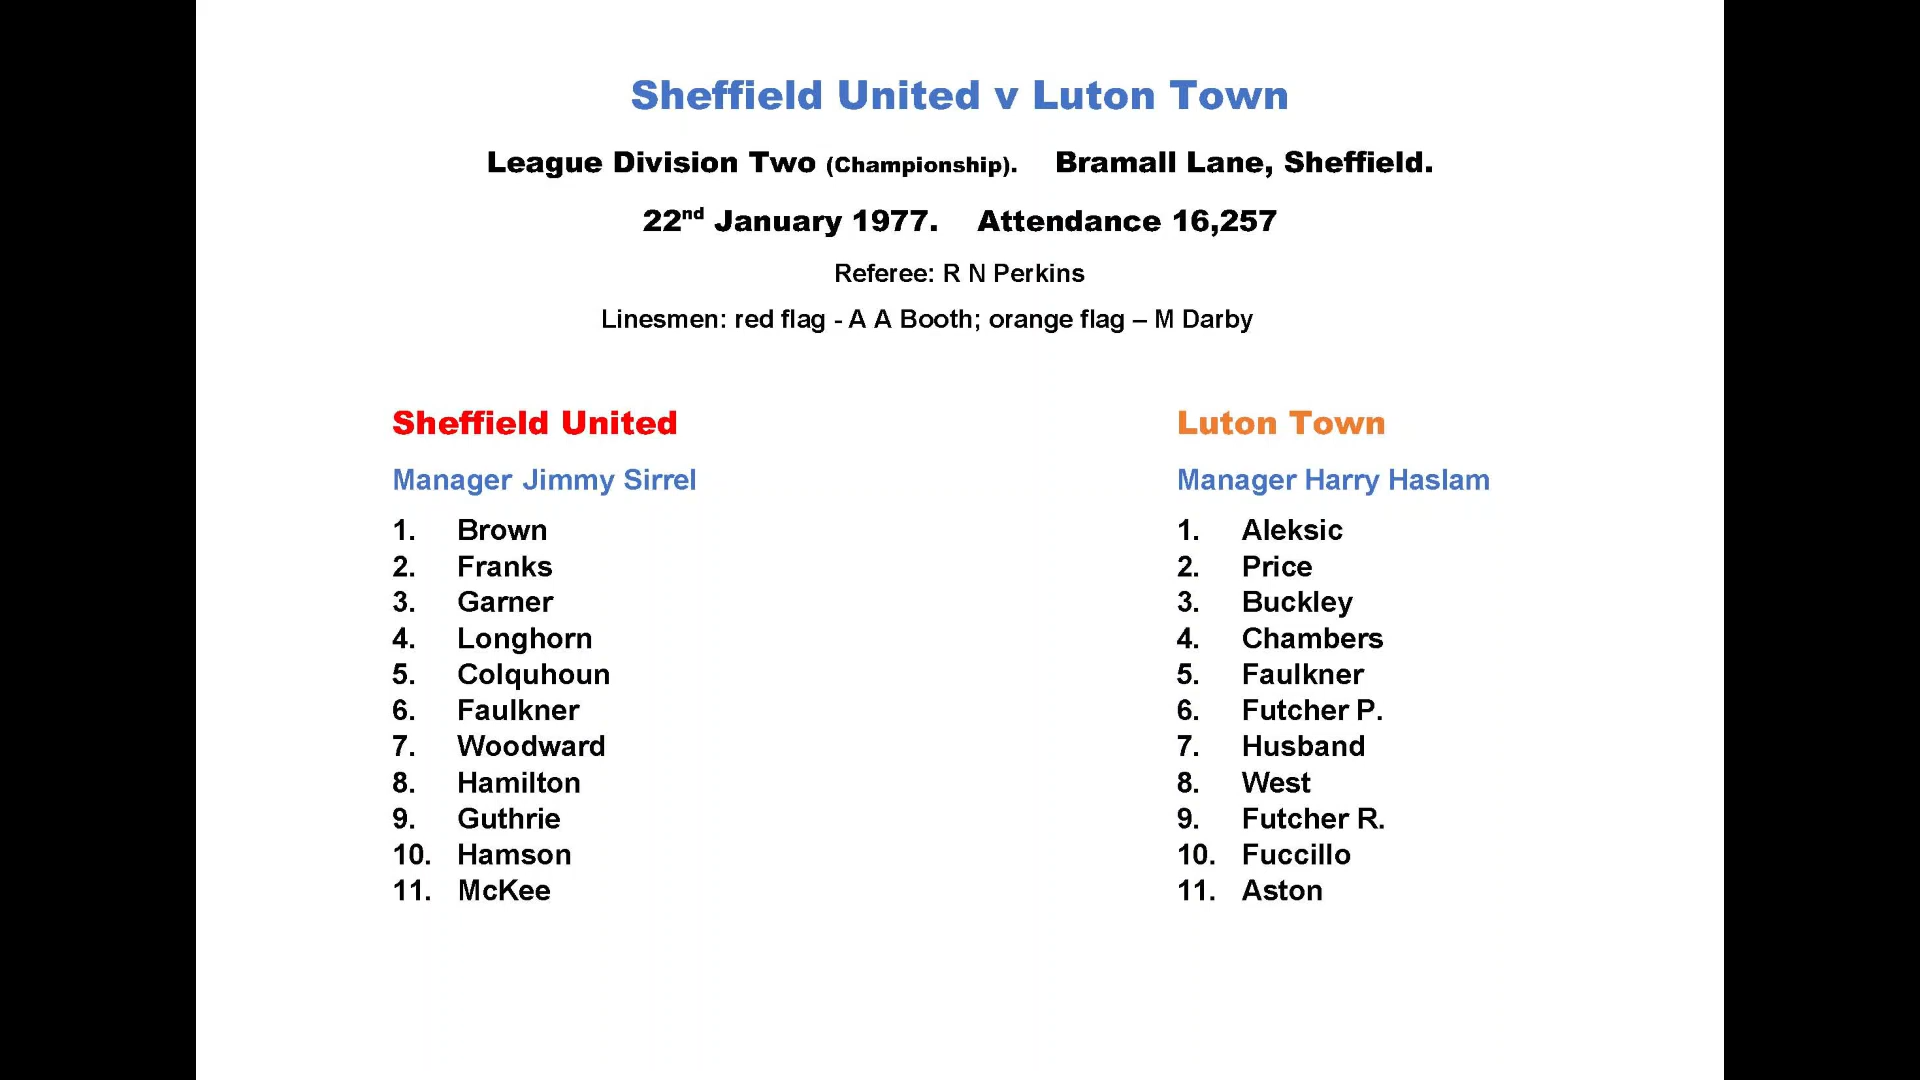 Sheffield United v Luton Town
League Division Two (Championship). Bramall Lane, Sheffield.
22nd January 1977. Attendance 16,257
Referee: R N Perkins
Linesmen: red flag - A A Booth; orange flag – M Darby
Sheffield United
Manager Jimmy Sirrel
1. Brown
2. Franks
3. Garner
4. Longhorn
5. Colquhoun
6. Faulkner
7. Woodward
8. Hamilton
9. Guthrie
10. Hamson
11. McKee
Luton Town
Manager Harry Haslam
1. Aleksic
2. Price
3. Buckley
4. Chambers
5. Faulkner
6. Futcher P.
7. Husband
8. West
9. Futcher R.
10. Fuccillo
11. Aston